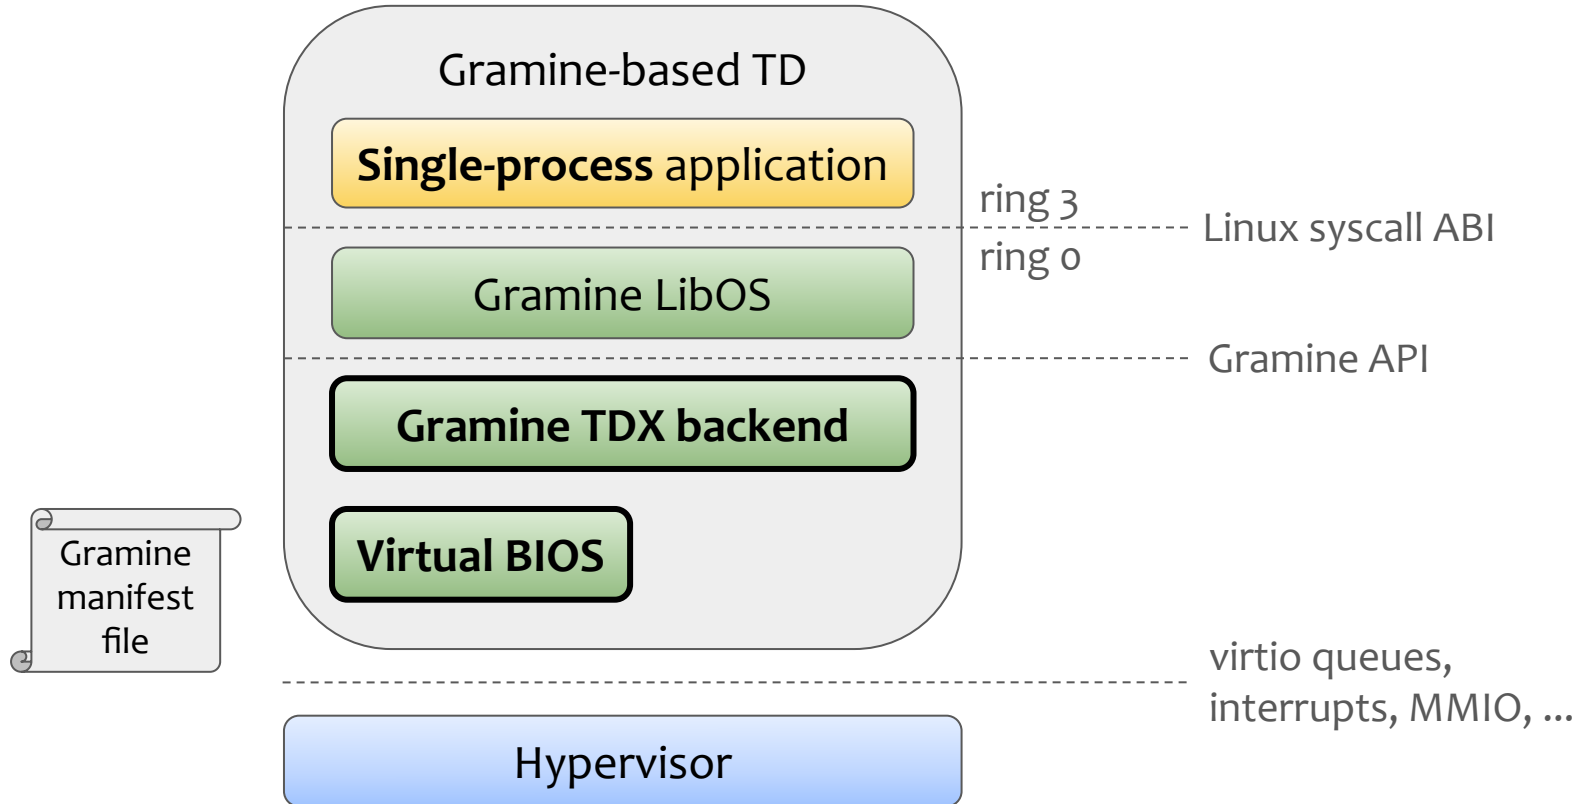 Gramine-based TD
Single-process application
ring 3
Linux syscall ABI
ring 0
Gramine LibOS
Gramine API
Gramine TDX backend
Virtual BIOS
Gramine
manifest
file
virtio queues,
interrupts, MMIO, ...
Hypervisor